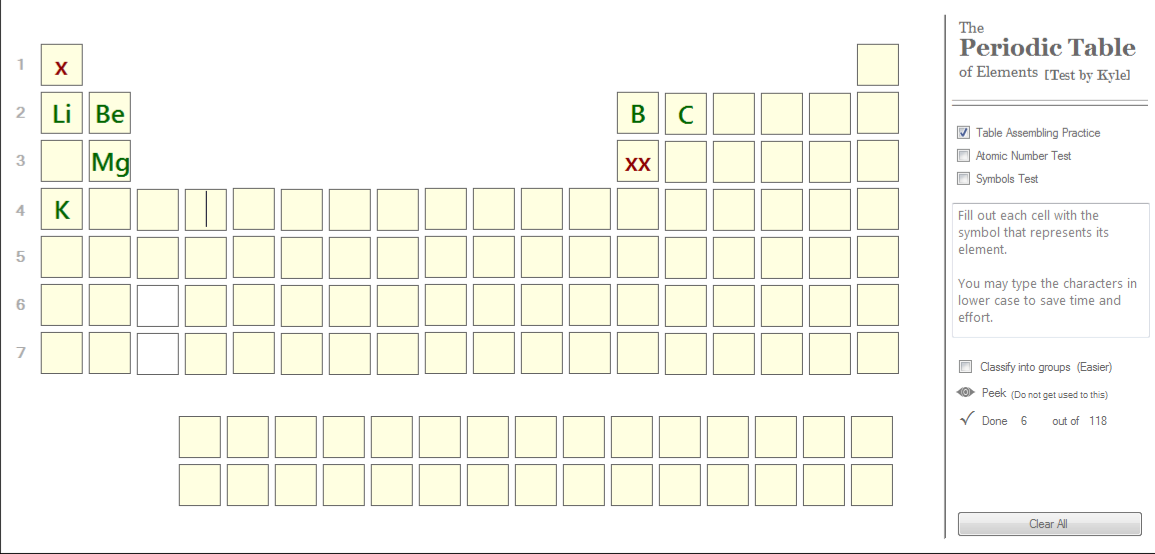 The
Periodic Table
of Elements [Test by Kyle]
1 x
2 Li Be B C
3 Mg xx
4 K
5
6
7
Table Assembling Practice
Atomic Number Test
Symbols Test
Fill out each cell with the
symbol that represents its
element.
You may type the characters in
lower case to save time and
effort.
Classify into groups (Easier)
Peek (Do not get used to this)
Done 6 out of 118
Clear All